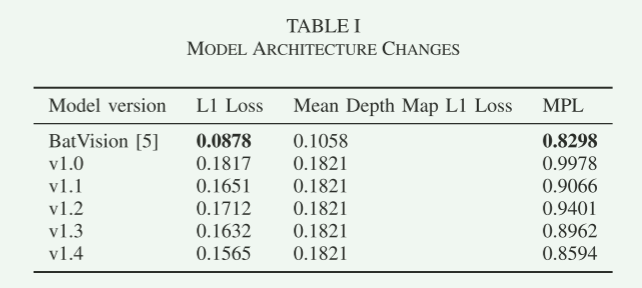 TABLE I
MODEL ARCHITECTURE CHANGES
Model version L1 Loss Mean Depth Map L1 Loss MPL
BatVision [5] 0.0878 0.1058 0.8298
v1.0 0.1817 0.1821 0.9978
v1.1 0.1651 0.1821 0.9066
v1.2 0.1712 0.1821 0.9401
v1.3 0.1632 0.1821 0.8962
v1.4 0.1565 0.1821 0.8594